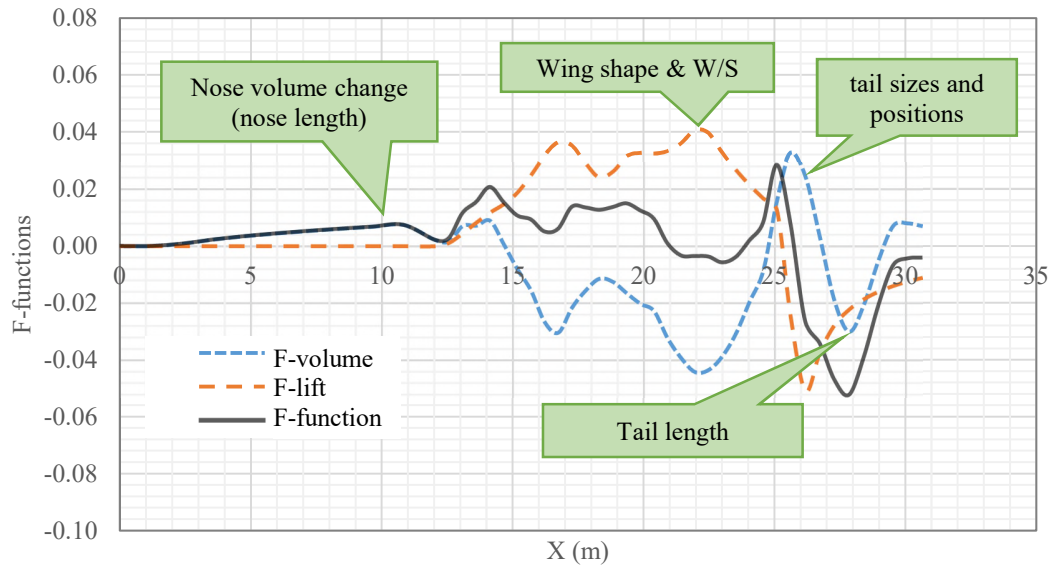 0.08
0.06
0.04
0.02
0.00
-0.02
-0.04
-0.06
-0.08
-0.10
F-functions
0 5 10 15 20 25 30 35
X (m)
Nose volume change
(nose length)
Wing shape & W/S
tail sizes and
positions
Tail length
F-volume
F-lift
F-function